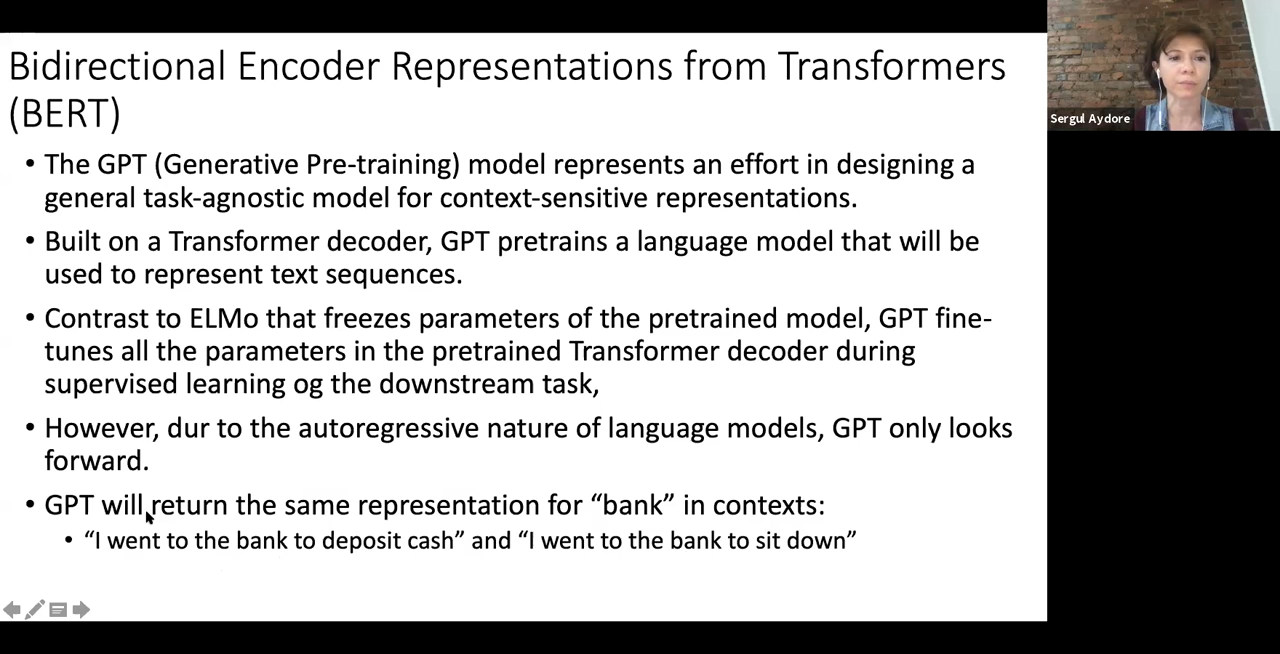 Bidirectional Encoder Representations from Transformers
(BERT)
• The GPT (Generative Pre-training) model represents an effort in designing a
general task-agnostic model for context-sensitive representations.
• Built on a Transformer decoder, GPT pretrains a language model that will be
used to represent text sequences.
• Contrast to ELMo that freezes parameters of the pretrained model, GPT fine-
tunes all the parameters in the pretrained Transformer decoder during
supervised learning og the downstream task,
• However, dur to the autoregressive nature of language models, GPT only looks
forward.
• GPT will return the same representation for “bank” in contexts:
• “I went to the bank to deposit cash” and “I went to the bank to sit down”
Sergul Aydore